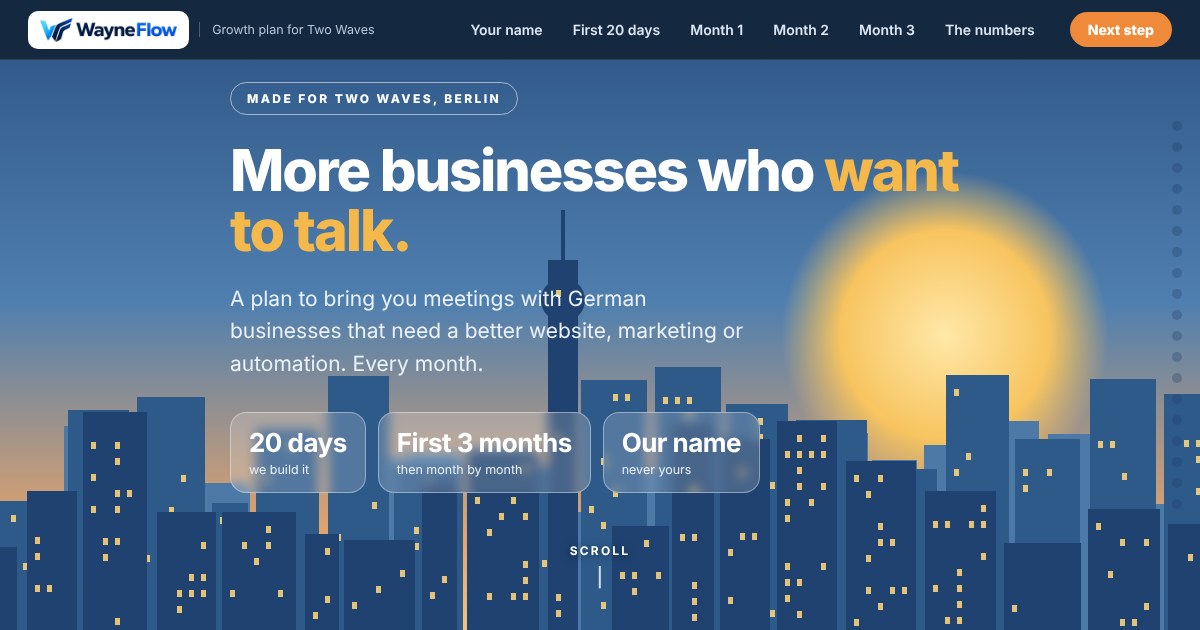 WayneFlow
Growth plan for Two Waves
Your name
First 20 days
Month 1
Month 2
Month 3
The numbers
Next step
MADE FOR TWO WAVES, BERLIN
More businesses who want
to talk.
A plan to bring you meetings with German
businesses that need a better website, marketing or
automation. Every month.
20 days
we build it
First 3 months
then month by month
Our name
never yours
SCROLL